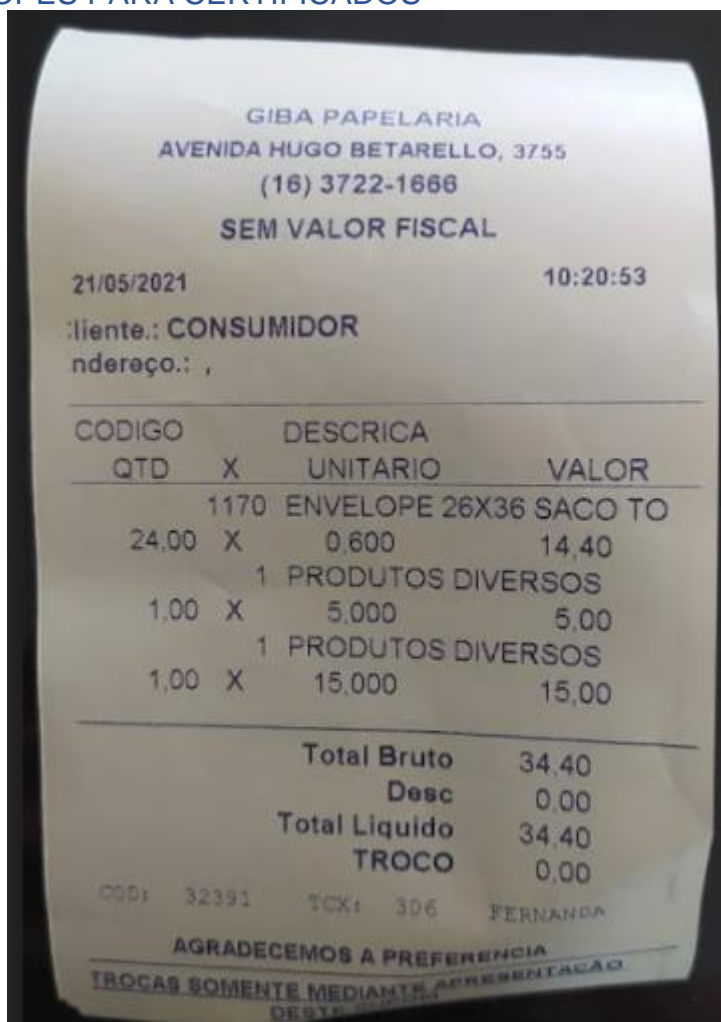 PARA CERTIFICADOS
GIBA PAPELARIA
AVENIDA HUGO BETARELLO, 3755
(16) 3722-1666
SEM VALOR FISCAL
21/05/2021 10:20:53
:liente.: CONSUMIDOR
ndereço.: ,
CODIGO DESCRICA
QTD X UNITARIO VALOR
1170 ENVELOPE 26X36 SACO TO
24,00 X 0,600 14,40
1 PRODUTOS DIVERSOS
1,00 X 5,000 5,00
1 PRODUTOS DIVERSOS
1,00 X 15,000 15,00
Total Bruto 34,40
Desc 0,00
Total Liquido 34,40
TROCO 0,00
COD: 32391 TCX: 306 FERNANDA
AGRADECEMOS A PREFERENCIA
TROCAS SOMENTE MEDIANTE APRESENTACAO
DESTE